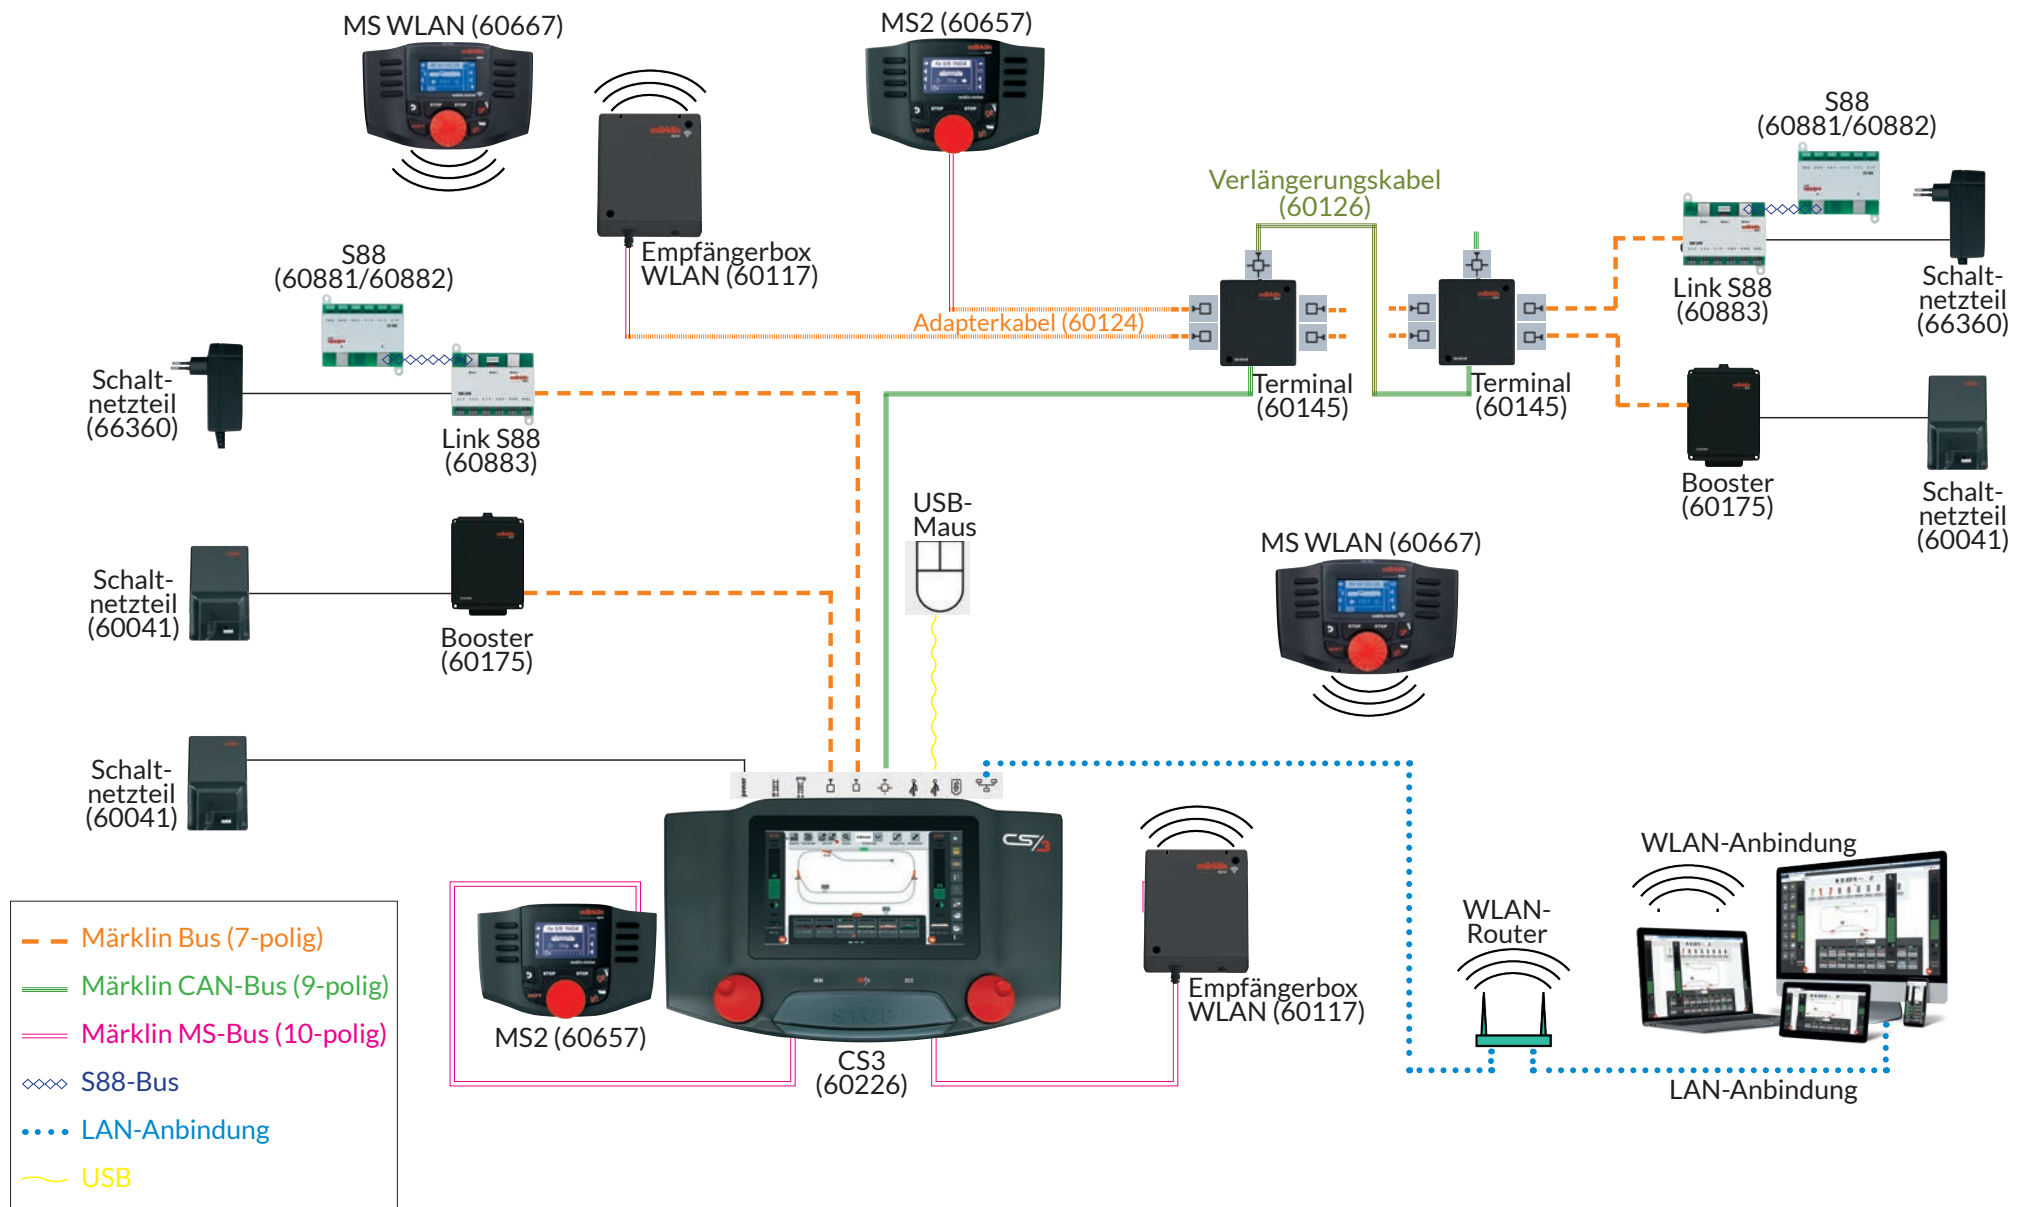 MS WLAN (60667)
MS2 (60657)
S88
(60881/60882)
Verlängerungskabel
(60126)
Empfängerbox
WLAN (60117)
S88
(60881/60882)
Link S88
(60883)
Schalt-
netzteil
(66360)
Adapterkabel (60124)
Schalt-
netzteil
(66360)
Terminal
(60145)
Terminal
(60145)
Link S88
(60883)
Booster
(60175)
Schalt-
netzteil
(60041)
USB-
Maus
MS WLAN (60667)
Schalt-
netzteil
(60041)
Booster
(60175)
Schalt-
netzteil
(60041)
power
CS/3
STOP
WLAN-Anbindung
WLAN-
Router
Märklin Bus (7-polig)
Märklin CAN-Bus (9-polig)
Märklin MS-Bus (10-polig)
S88-Bus
LAN-Anbindung
USB
MS2 (60657)
CS3
(60226)
Empfängerbox
WLAN (60117)
LAN-Anbindung